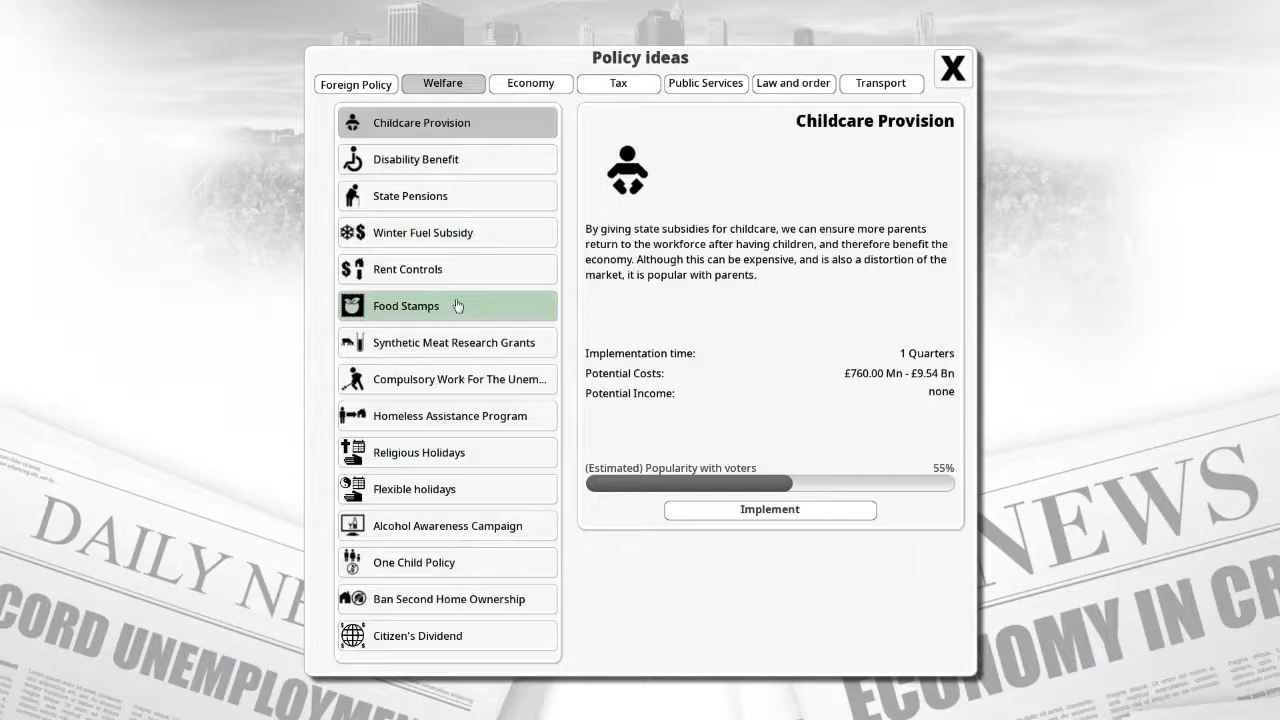 Policy ideas
X
Foreign Policy
Welfare
Economy
Tax
Public Services
Law and order
Transport
Childcare Provision
Disability Benefit
State Pensions
Winter Fuel Subsidy
Rent Controls
Food Stamps
Synthetic Meat Research Grants
Compulsory Work For The Unem...
Homeless Assistance Program
Religious Holidays
Flexible holidays
Alcohol Awareness Campaign
One Child Policy
Ban Second Home Ownership
Citizen's Dividend
Childcare Provision
By giving state subsidies for childcare, we can ensure more parents
return to the workforce after having children, and therefore benefit the
economy. Although this can be expensive, and is also a distortion of the
market, it is popular with parents.
Implementation time: 1 Quarters
Potential Costs: £760.00 Mn - £9.54 Bn
Potential Income: none
(Estimated) Popularity with voters 55%
Implement
DAILY NE
CORD UNEMPLOYM
NEWS
ECONOMY IN CR